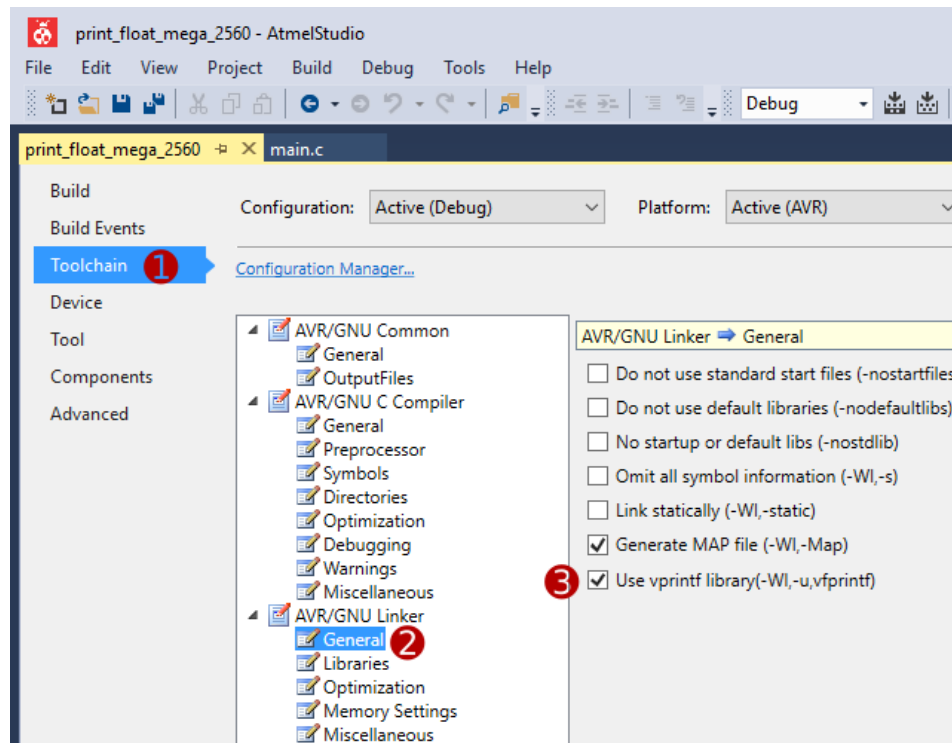 print_float_mega_2560 - AtmelStudio
File Edit View Project Build Debug Tools Help
Debug
print_float_mega_2560 main.c
Build
Build Events
Toolchain 1
Device
Tool
Components
Advanced
Configuration: Active (Debug) Platform: Active (AVR)
Configuration Manager...
AVR/GNU Common
General
OutputFiles
AVR/GNU C Compiler
General
Preprocessor
Symbols
Directories
Optimization
Debugging
Warnings
Miscellaneous
AVR/GNU Linker
General 2
Libraries
Optimization
Memory Settings
Miscellaneous
AVR/GNU Linker ➡ General
Do not use standard start files (-nostartfiles
Do not use default libraries (-nodefaultlibs)
No startup or default libs (-nostdlib)
Omit all symbol information (-Wl,-s)
Link statically (-Wl,-static)
Generate MAP file (-Wl,-Map)
3 Use vprintf library(-Wl,-u,vfprintf)